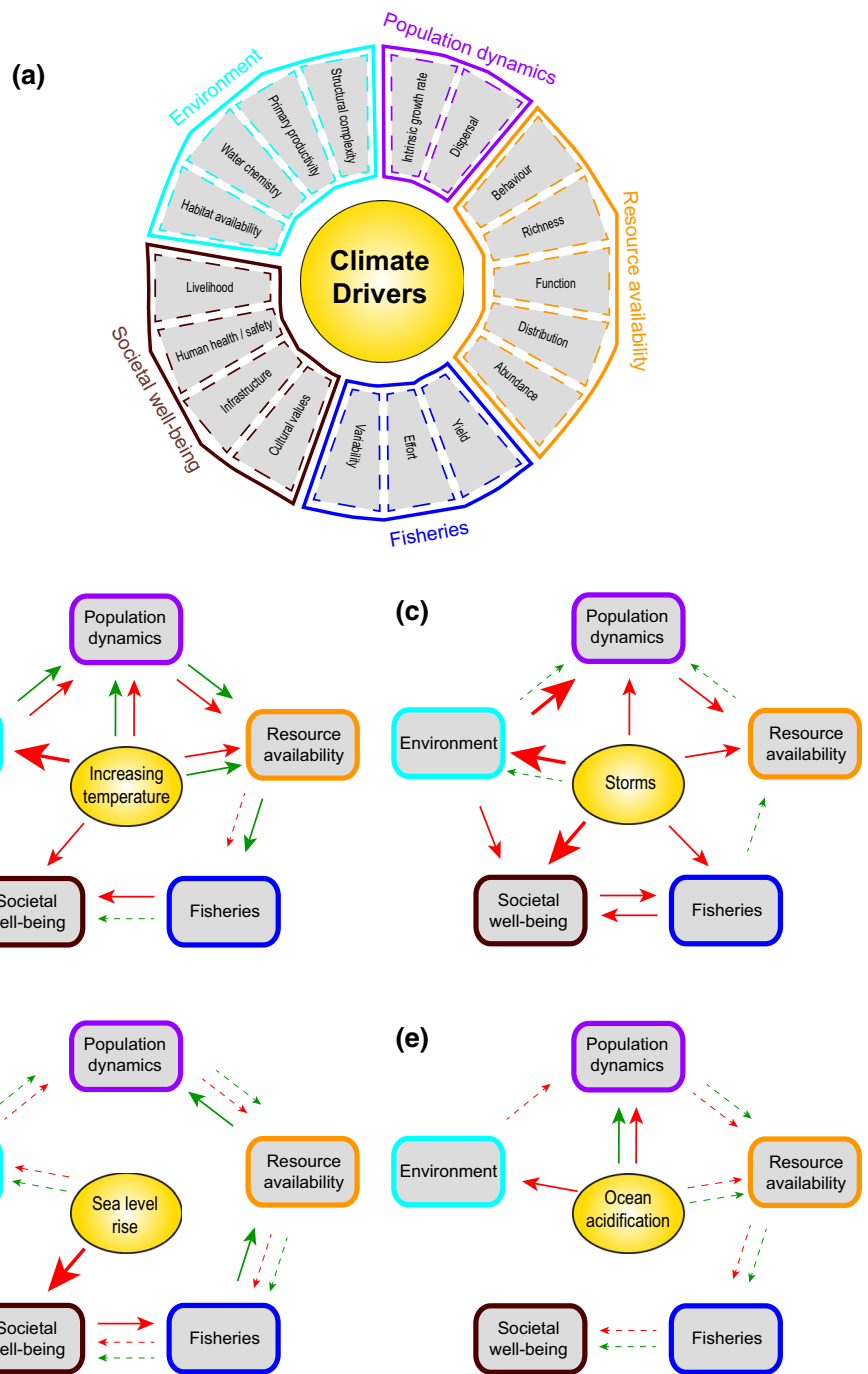 (a)
Population dynamics
Environment
Structural complexity
Primary productivity
Water chemistry
Habitat availability
Intrinsic growth rate
Dispersal
Resource availability
Behaviour
Richness
Function
Distribution
Abundance
Climate
Drivers
Societal well-being
Livelihood
Human health / safety
Infrastructure
Cultural values
Variability
Effort
Yield
Fisheries
Population
dynamics
Resource
availability
Increasing
temperature
Societal
ell-being
Fisheries
(c)
Population
dynamics
Environment
Resource
availability
Storms
Societal
well-being
Fisheries
Population
dynamics
Resource
availability
Sea level
rise
Societal
ell-being
Fisheries
(e)
Population
dynamics
Environment
Resource
availability
Ocean
acidification
Societal
well-being
Fisheries